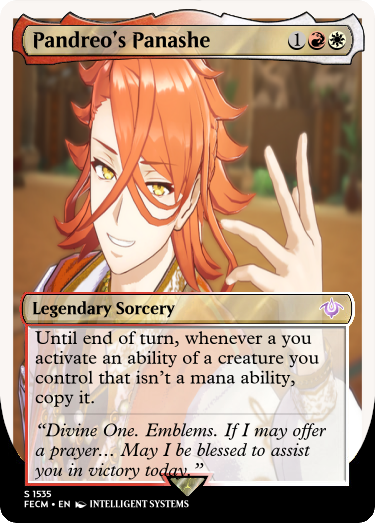 Pandreo's Panashe 1
Legendary Sorcery
Until end of turn, whenever a you
activate an ability of a creature you
control that isn't a mana ability,
copy it.
“Divine One. Emblems. If I may offer
a prayer… May I be blessed to assist
you in victory today.”
S 1535
FECM • EN INTELLIGENT SYSTEMS